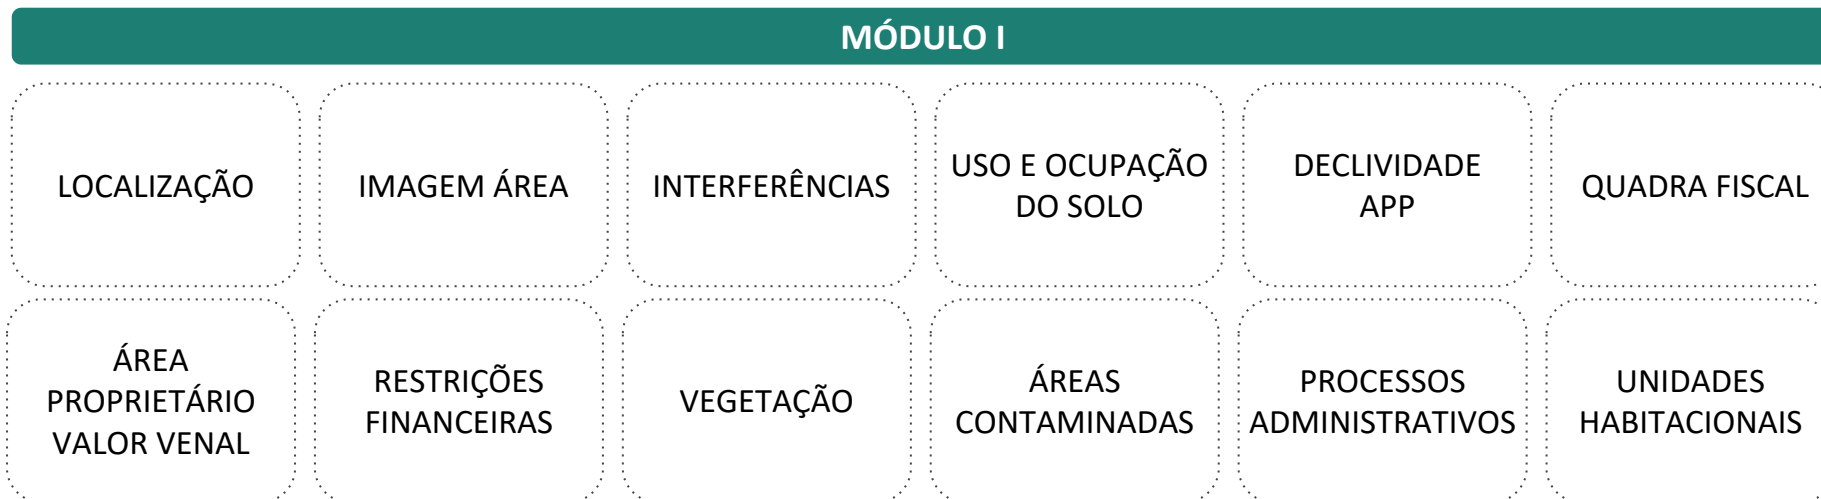 MÓDULO I
LOCALIZAÇÃO
IMAGEM ÁREA
INTERFERÊNCIAS
USO E OCUPAÇÃO
DO SOLO
DECLIVIDADE
APP
QUADRA FISCAL
ÁREA
PROPRIETÁRIO
VALOR VENAL
RESTRIÇÕES
FINANCEIRAS
VEGETAÇÃO
ÁREAS
CONTAMINADAS
PROCESSOS
ADMINISTRATIVOS
UNIDADES
HABITACIONAIS